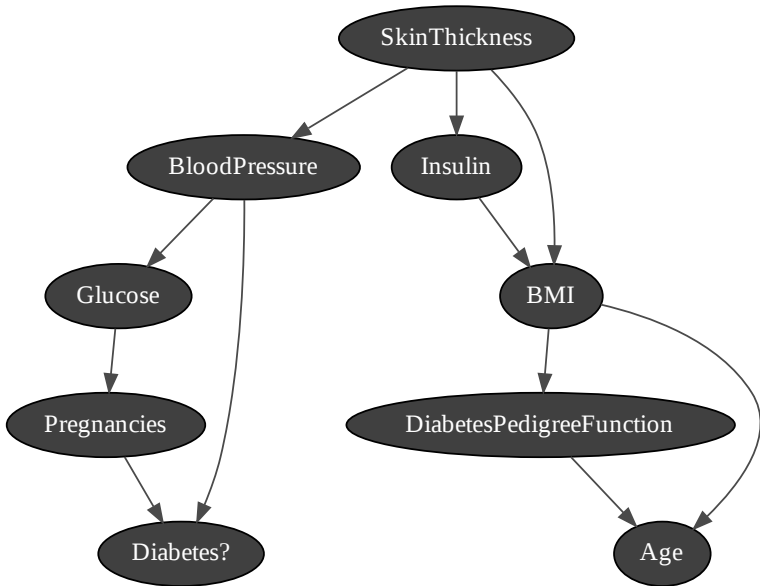 SkinThickness
BloodPressure
Insulin
Glucose
BMI
Pregnancies
DiabetesPedigreeFunction
Diabetes?
Age